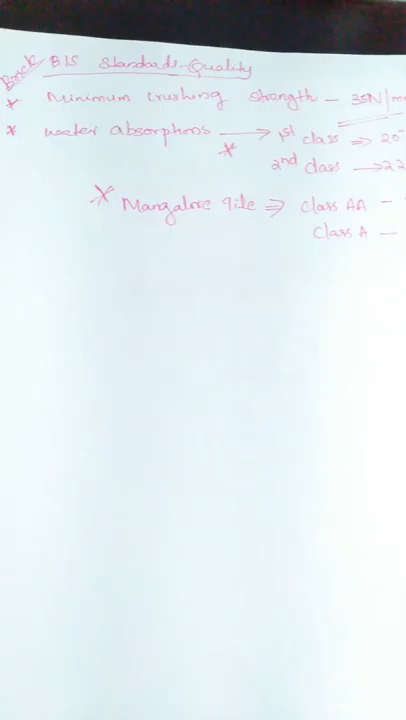 Brick BIS Standards-Quality
* Minimum crushing strength - 35N/m
* water absorptions → 1st class ⇒ 20
* 2nd class → 22
* Mangalore Tile ⇒ Class AA -
Class A -